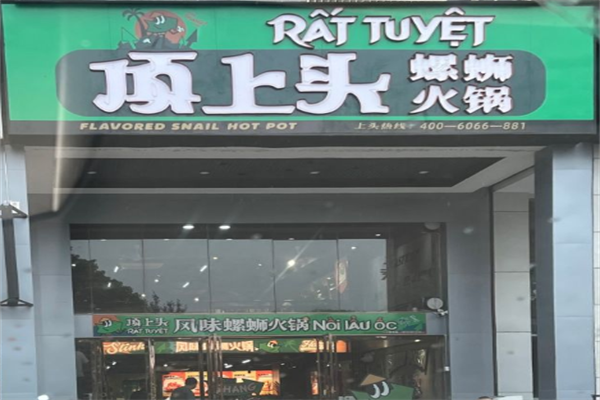 RẤT TUYỆT
顶上头 螺蛳火锅
FLAVORED SNAIL HOT POT 上头热线: 400—6066—881
顶上头 RẤT TUYỆT 风味螺蛳火锅 NỒI LẨU ỐC